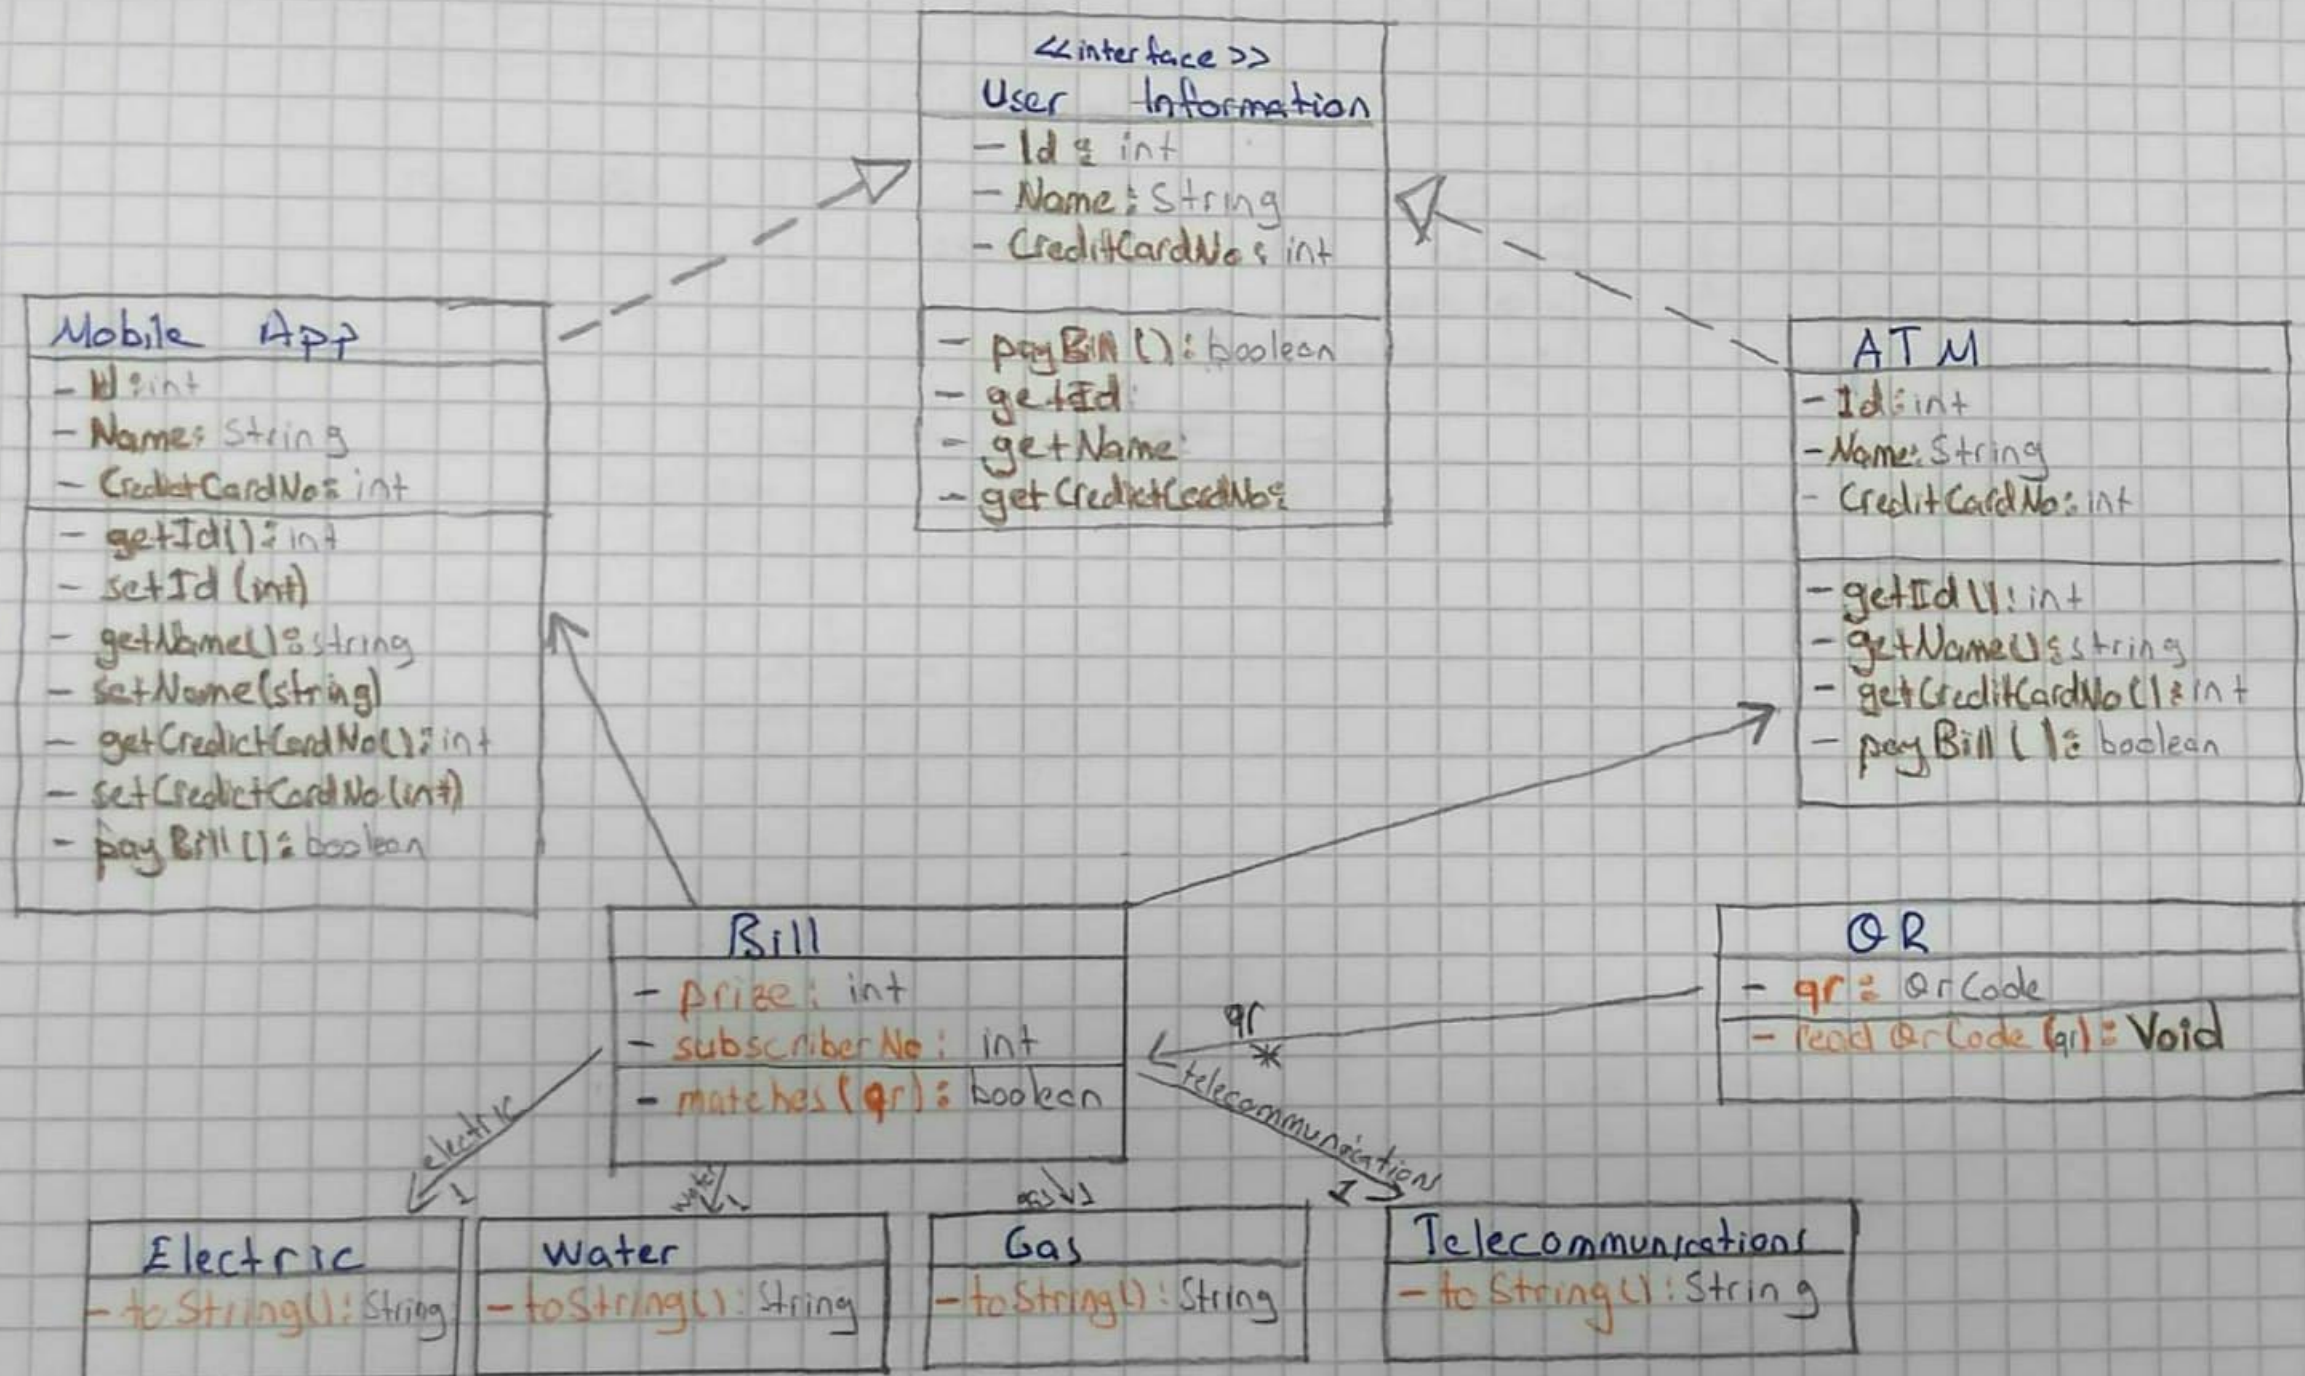 <<interface>>
User Information
- Id : int
- Name : String
- CreditCardNo : int
- payBill () : boolean
- getId:
- getName:
- getCredictCardNo:
Mobile App
- Id : int
- Name: String
- CredictCardNo: int
- getId() : int
- setId (int)
- getName() : string
- setName(string)
- getCredictCardNo() : int
- setCredictCardNo(int)
- payBill () : boolean
ATM
- Id : int
- Name: String
- CreditCardNo: int
- getId () : int
- getName() : string
- getCreditCardNo () : int
- payBill ( ) : boolean
Bill
- prize: int
- subscriberNo: int
- matches (qr) : boolean
QR
- qr : QrCode
- read QrCode (qr) : Void
qr
*
electric
1
water
1
gas 1
telecommunications
1
Electric
- toString() : String
Water
- toString() : String
Gas
- toString() : String
Telecommunications
- toString() : String